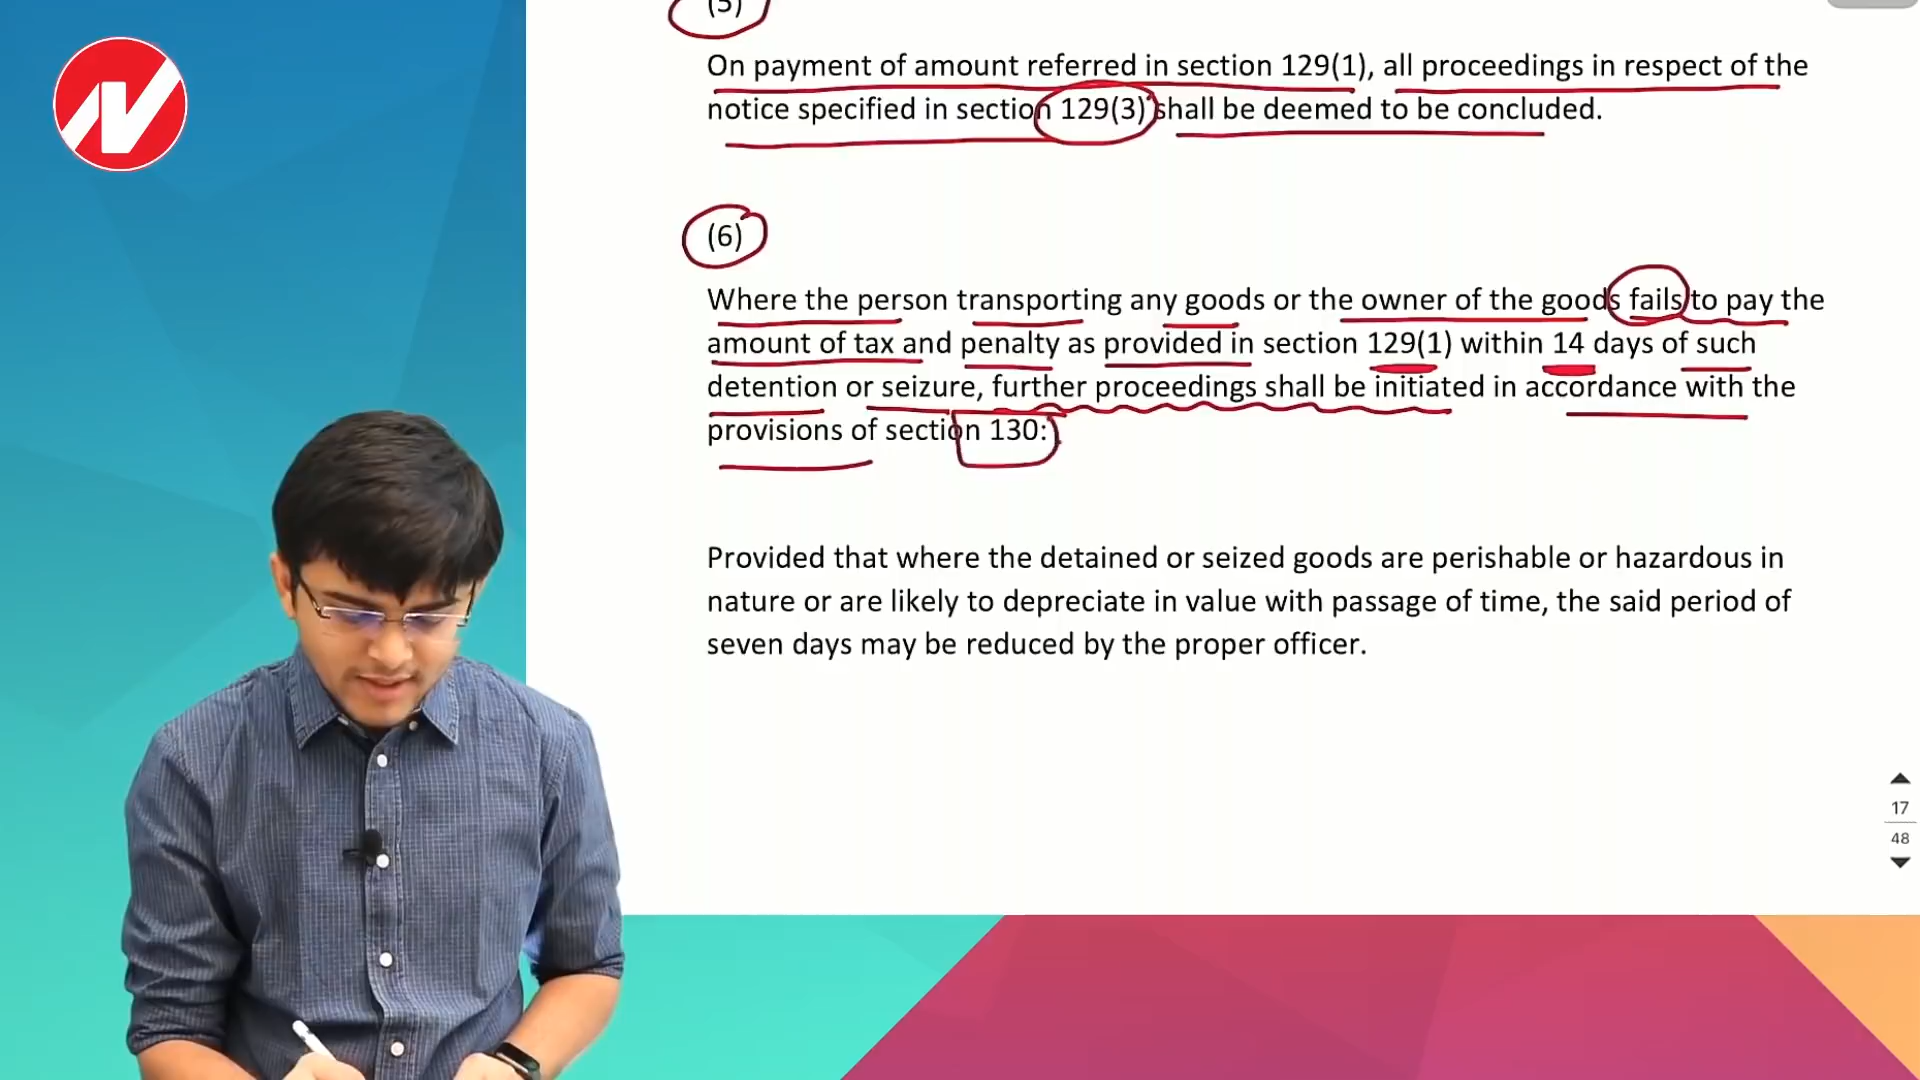 (5)
On payment of amount referred in section 129(1), all proceedings in respect of the
notice specified in section 129(3) shall be deemed to be concluded.
(6)
Where the person transporting any goods or the owner of the goods fails to pay the
amount of tax and penalty as provided in section 129(1) within 14 days of such
detention or seizure, further proceedings shall be initiated in accordance with the
provisions of section 130:
Provided that where the detained or seized goods are perishable or hazardous in
nature or are likely to depreciate in value with passage of time, the said period of
seven days may be reduced by the proper officer.
17
48